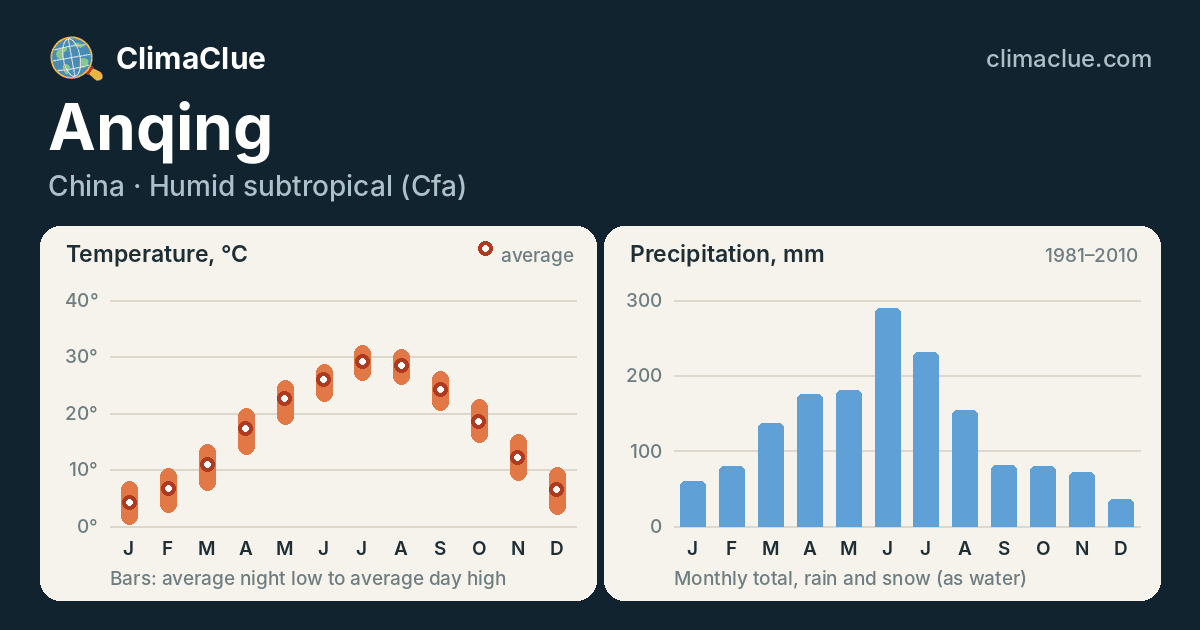 ClimaClue
climaclue.com
Anqing
China · Humid subtropical (Cfa)
Temperature, °C
average
40°
30°
20°
10°
0°
J F M A M J J A S O N D
Bars: average night low to average day high
Precipitation, mm
1981–2010
300
200
100
0
J F M A M J J A S O N D
Monthly total, rain and snow (as water)